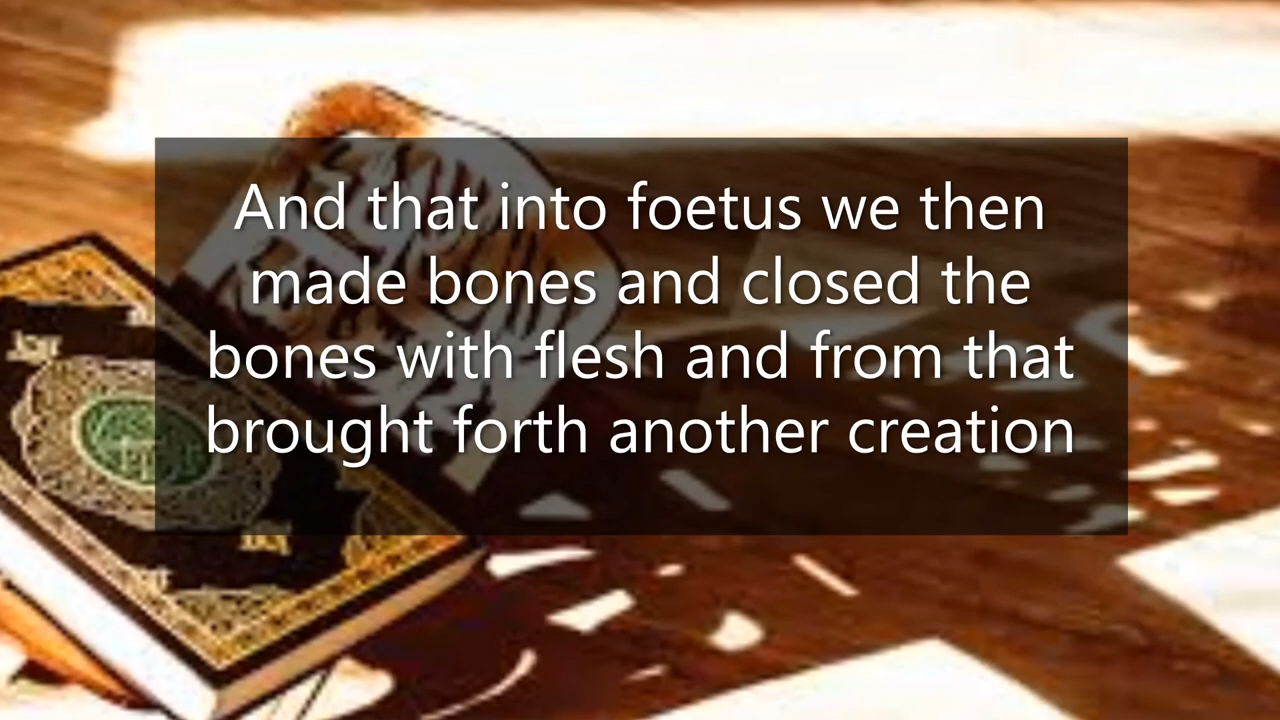 And that into foetus we then
made bones and closed the
bones with flesh and from that
brought forth another creation